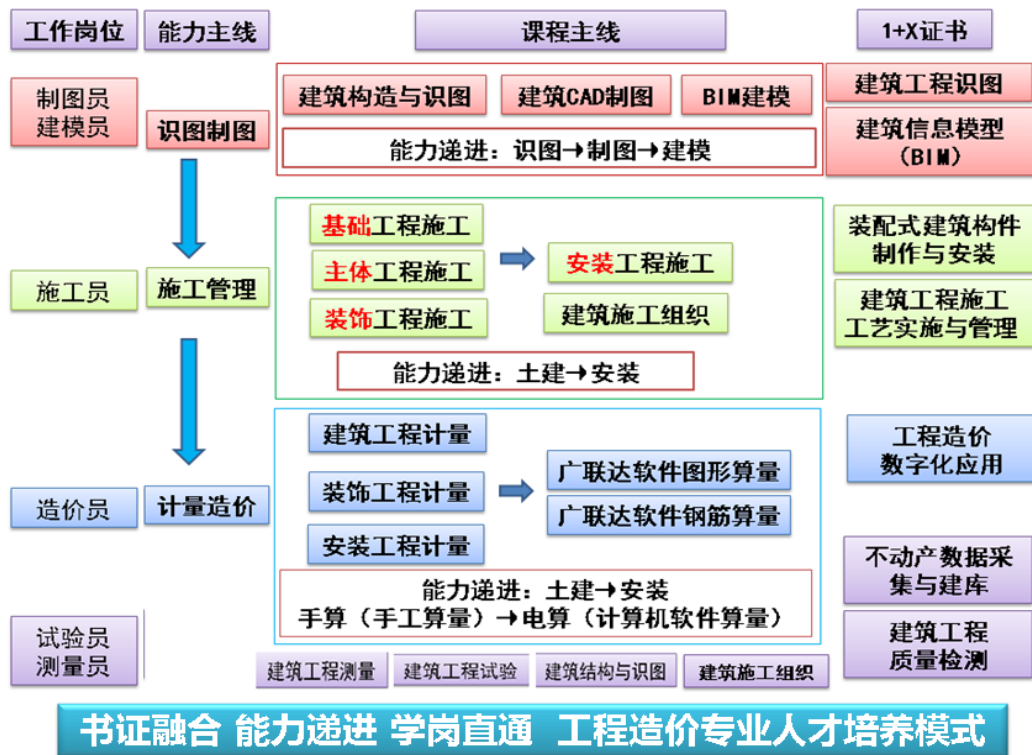 工作岗位
能力主线
课程主线
1+X证书
制图员
建模员
识图制图
建筑构造与识图
建筑CAD制图
BIM建模
能力递进：识图→制图→建模
建筑工程识图
建筑信息模型
（BIM）
施工员
施工管理
基础工程施工
主体工程施工
装饰工程施工
安装工程施工
建筑施工组织
能力递进：土建→安装
装配式建筑构件
制作与安装
建筑工程施工
工艺实施与管理
造价员
计量造价
建筑工程计量
装饰工程计量
安装工程计量
广联达软件图形算量
广联达软件钢筋算量
能力递进：土建→安装
手算（手工算量）→电算（计算机软件算量）
工程造价
数字化应用
不动产数据采
集与建库
试验员
测量员
建筑工程测量
建筑工程试验
建筑结构与识图
建筑施工组织
建筑工程
质量检测
书证融合 能力递进 学岗直通 工程造价专业人才培养模式